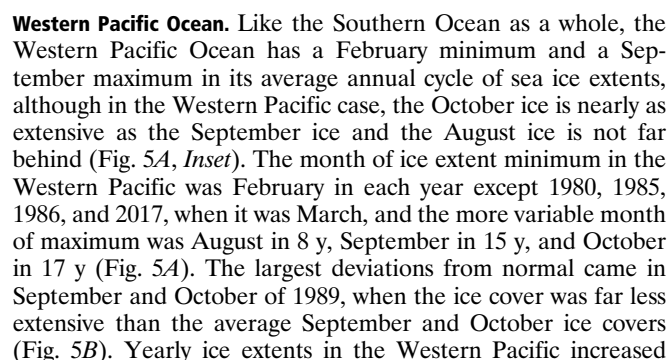 Western Pacific Ocean. Like the Southern Ocean as a whole, the
Western Pacific Ocean has a February minimum and a Sep-
tember maximum in its average annual cycle of sea ice extents,
although in the Western Pacific case, the October ice is nearly as
extensive as the September ice and the August ice is not far
behind (Fig. 5A, Inset). The month of ice extent minimum in the
Western Pacific was February in each year except 1980, 1985,
1986, and 2017, when it was March, and the more variable month
of maximum was August in 8 y, September in 15 y, and October
in 17 y (Fig. 5A). The largest deviations from normal came in
September and October of 1989, when the ice cover was far less
extensive than the average September and October ice covers
(Fig. 5B). Yearly ice extents in the Western Pacific increased